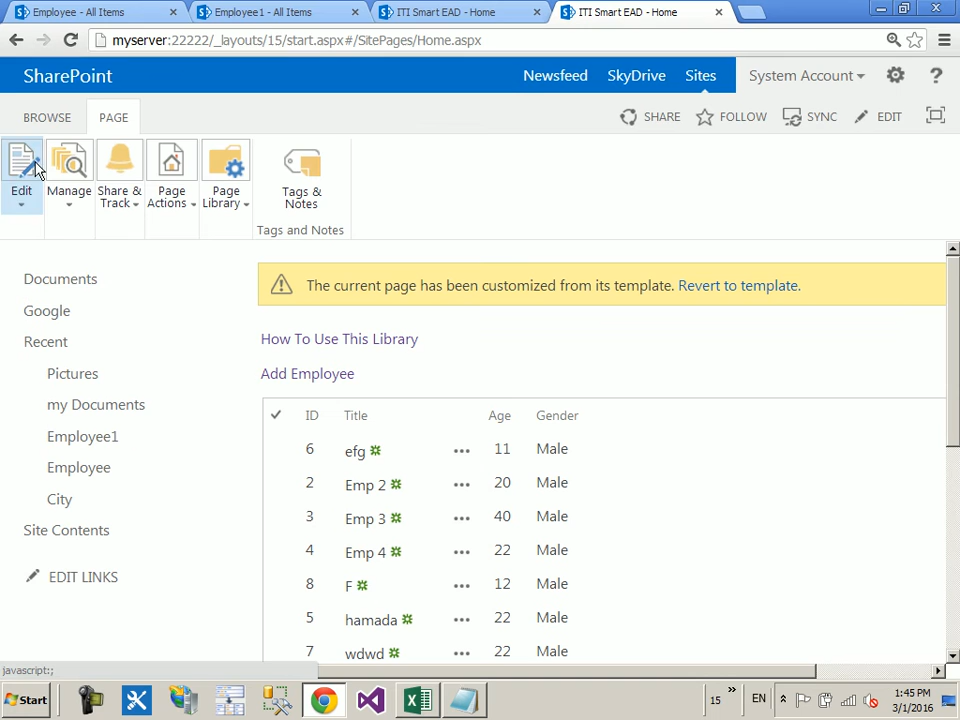 Employee - All Items
Employee1 - All Items
ITI Smart EAD - Home
ITI Smart EAD - Home
myserver:22222/_layouts/15/start.aspx#/SitePages/Home.aspx
SharePoint
Newsfeed SkyDrive Sites System Account ?
BROWSE PAGE SHARE FOLLOW SYNC EDIT
Edit Manage Share & Track Page Actions Page Library Tags & Notes
Tags and Notes
Documents
The current page has been customized from its template. Revert to template.
Google
How To Use This Library
Recent
Add Employee
Pictures
my Documents
Employee1
Employee
City
Site Contents
EDIT LINKS
ID Title Age Gender
6 efg ... 11 Male
2 Emp 2 ... 20 Male
3 Emp 3 ... 40 Male
4 Emp 4 ... 22 Male
8 F ... 12 Male
5 hamada ... 22 Male
7 wdwd ... 22 Male
javascript:;
Start 15 » EN 1:45 PM
3/1/2016